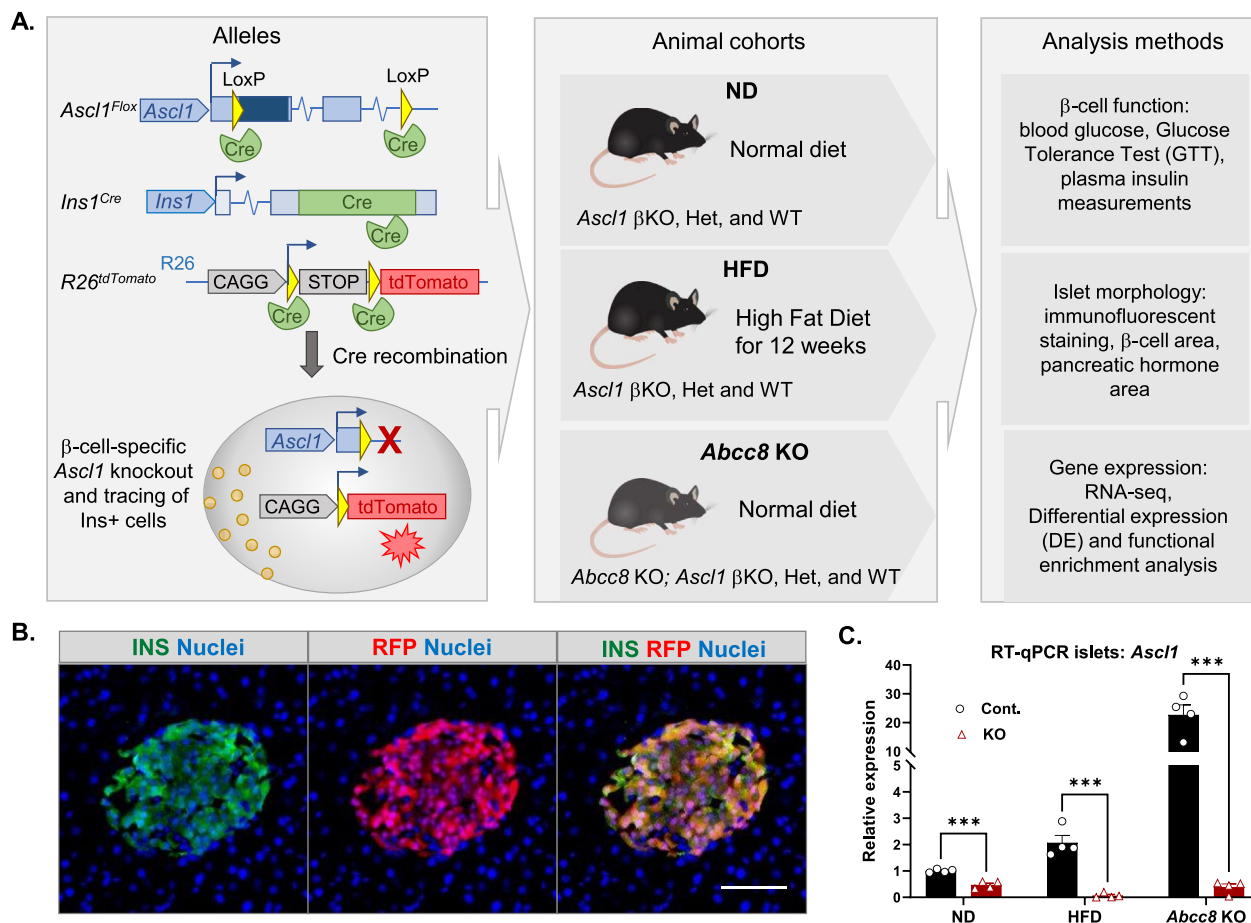 A.
Alleles
LoxP
LoxP
Ascl1Flox
Ascl1
Cre
Cre
Ins1Cre
Ins1
Cre
Cre
R26
R26tdTomato
CAGG
STOP
tdTomato
Cre
Cre
Cre recombination
β-cell-specific
Ascl1 knockout
and tracing of
Ins+ cells
Ascl1
X
CAGG
tdTomato
Animal cohorts
ND
Normal diet
Ascl1 βKO, Het, and WT
HFD
High Fat Diet
for 12 weeks
Ascl1 βKO, Het and WT
Abcc8 KO
Normal diet
Abcc8 KO; Ascl1 βKO, Het, and WT
Analysis methods
β-cell function:
blood glucose, Glucose
Tolerance Test (GTT),
plasma insulin
measurements
Islet morphology:
immunofluorescent
staining, β-cell area,
pancreatic hormone
area
Gene expression:
RNA-seq,
Differential expression
(DE) and functional
enrichment analysis
B.
INS Nuclei
RFP Nuclei
INS RFP Nuclei
C.
RT-qPCR islets: Ascl1
Relative expression
40
30
20
10
5
4
3
2
1
0
Cont.
KO
***
***
***
ND
HFD
Abcc8 KO